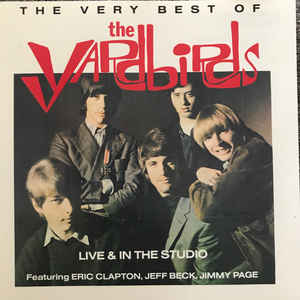 THE VERY BEST OF
the
YARDbiRDs
LIVE & IN THE STUDIO
Featuring ERIC CLAPTON, JEFF BECK, JIMMY PAGE